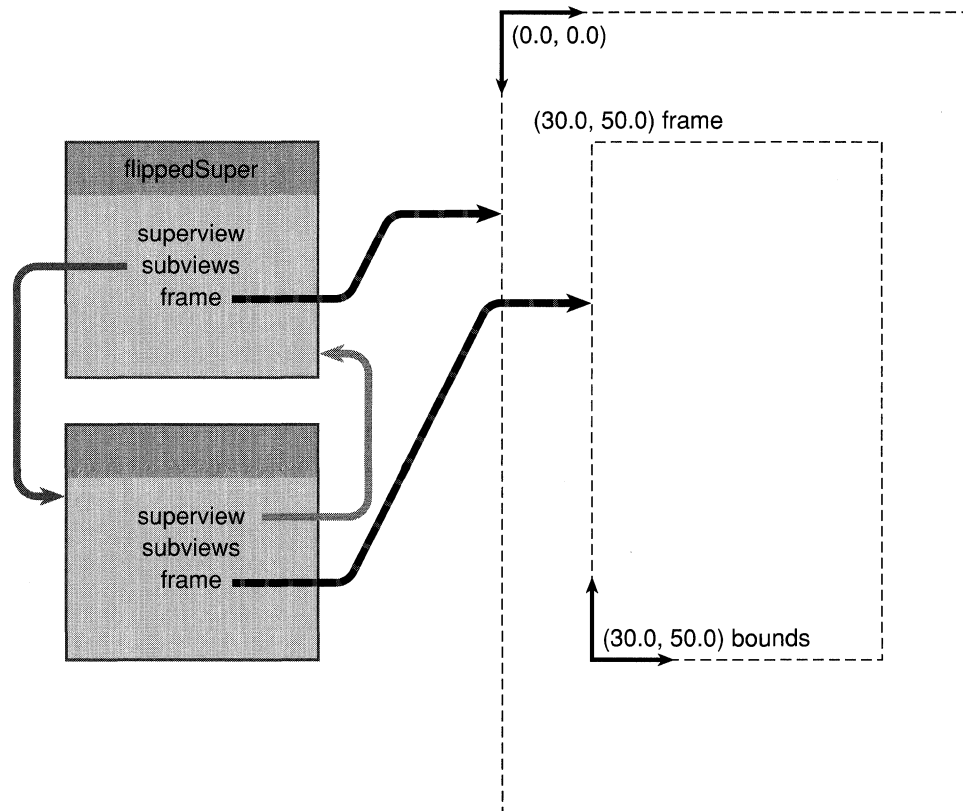 (0.0, 0.0)
(30.0, 50.0) frame
flippedSuper
superview
subviews
frame
superview
subviews
frame
(30.0, 50.0) bounds